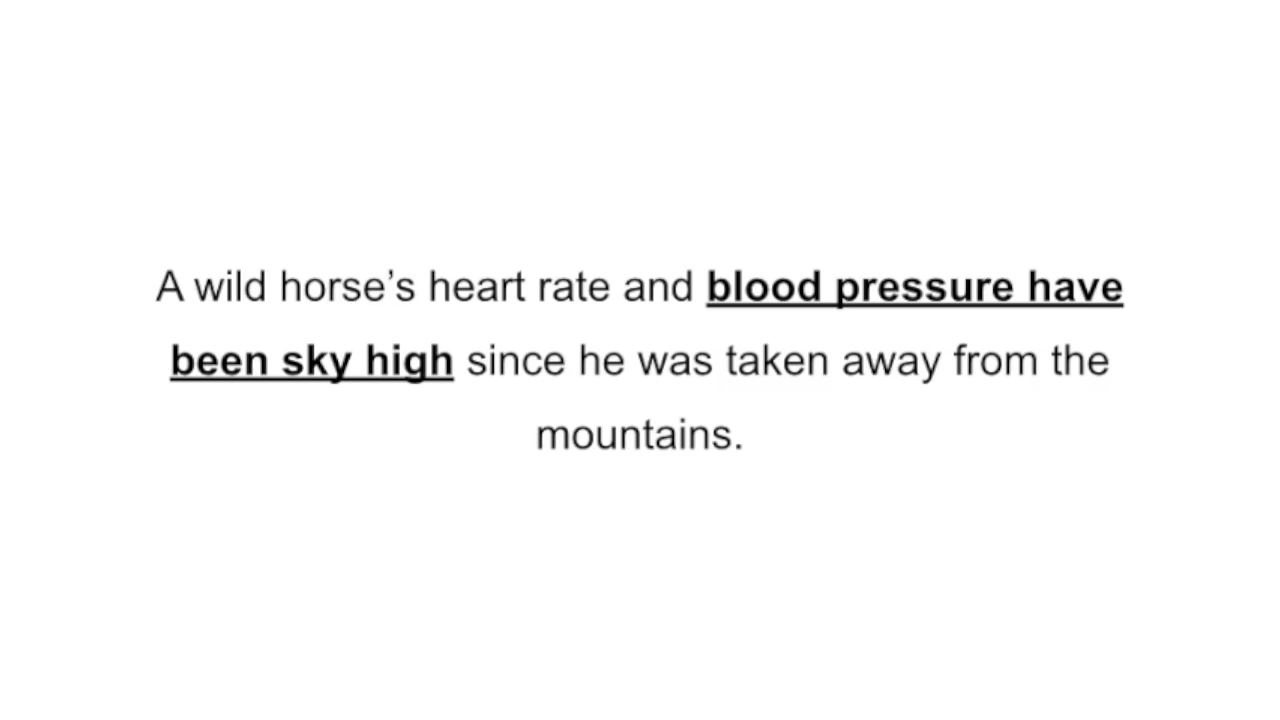 A wild horse’s heart rate and blood pressure have
been sky high since he was taken away from the
mountains.